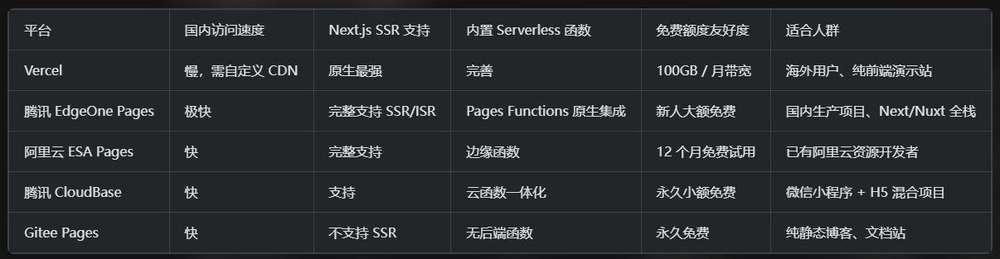 平台 国内访问速度 Next.js SSR 支持 内置 Serverless 函数 免费额度友好度 适合人群
Vercel 慢，需自定义 CDN 原生最强 完善 100GB / 月带宽 海外用户、纯前端演示站
腾讯 EdgeOne Pages 极快 完整支持 SSR/ISR Pages Functions 原生集成 新人大额免费 国内生产项目、Next/Nuxt 全栈
阿里云 ESA Pages 快 完整支持 边缘函数 12 个月免费试用 已有阿里云资源开发者
腾讯 CloudBase 快 支持 云函数一体化 永久小额免费 微信小程序 + H5 混合项目
Gitee Pages 快 不支持 SSR 无后端函数 永久免费 纯静态博客、文档站